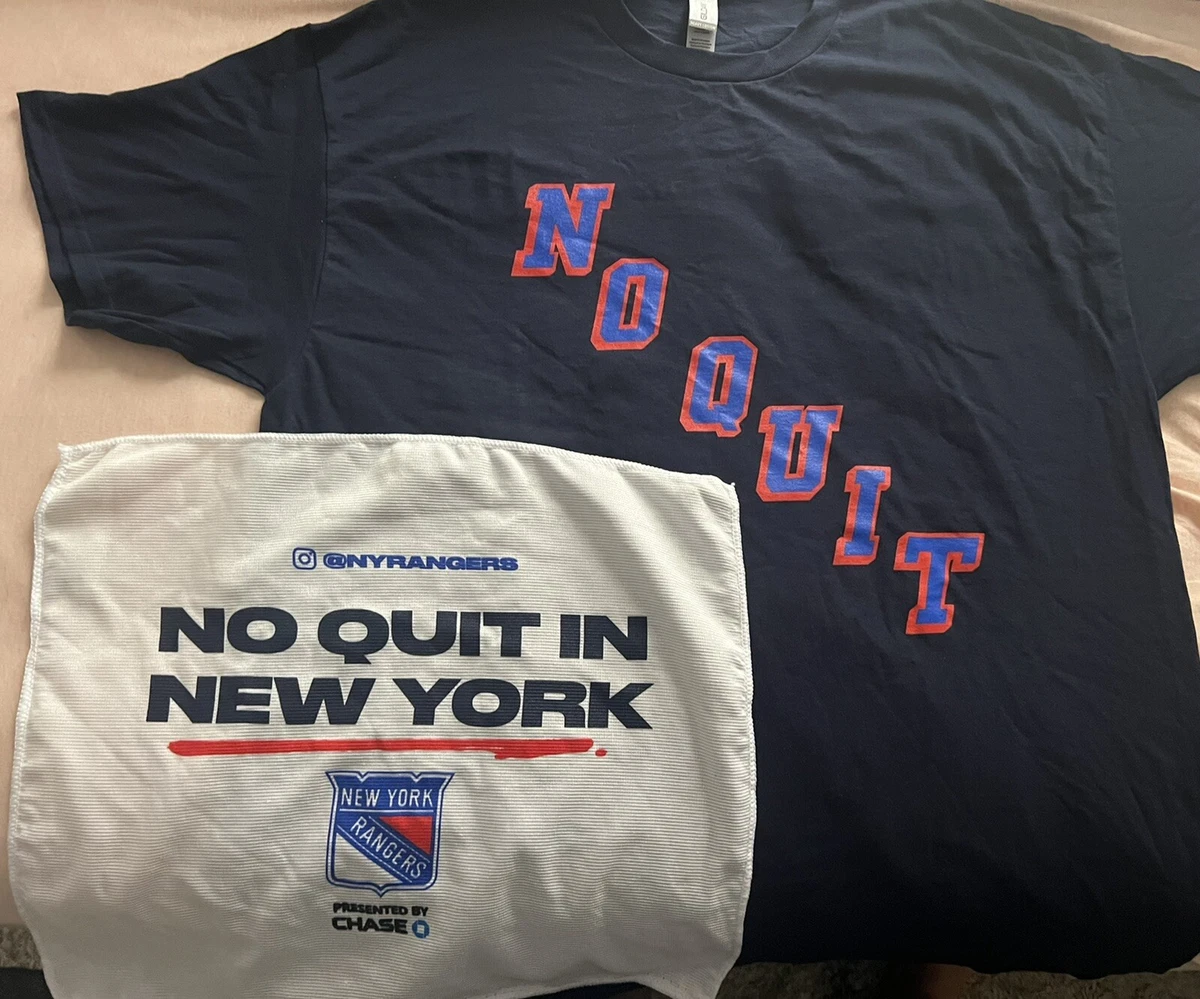 NO QUIT
@NYRANGERS
NO QUIT IN
NEW YORK
NEW YORK
RANGERS
PRESENTED BY
CHASE